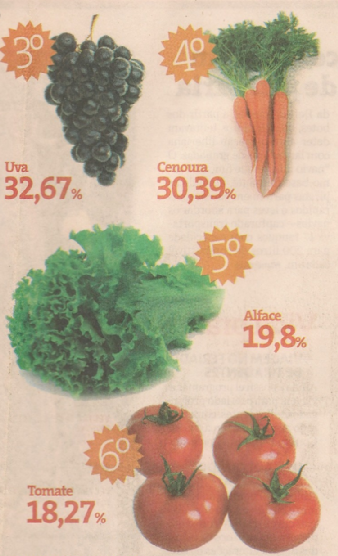 3º
Uva
32,67%
4º
Cenoura
30,39%
5º
Alface
19,8%
6º
Tomate
18,27%